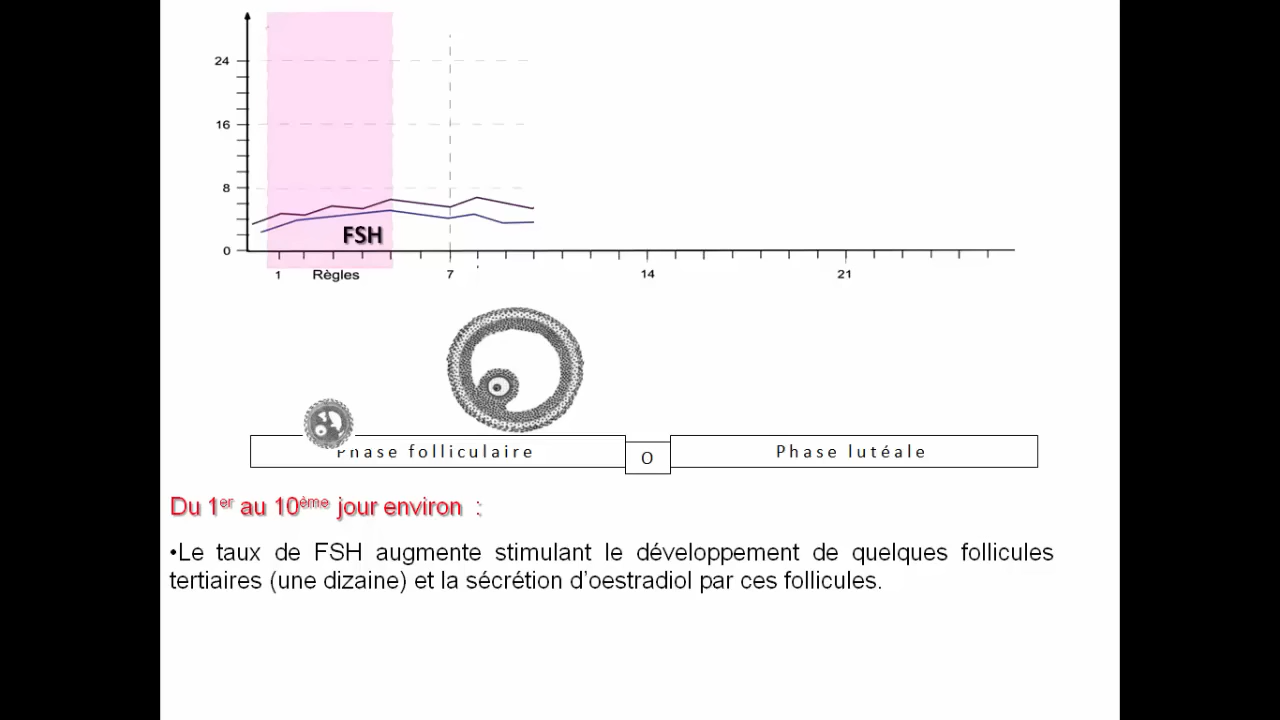 24
16
8
FSH
0
1 Règles 7 14 21
Phase folliculaire O Phase lutéale
Du 1er au 10ème jour environ :
•Le taux de FSH augmente stimulant le développement de quelques follicules
tertiaires (une dizaine) et la sécrétion d’oestradiol par ces follicules.